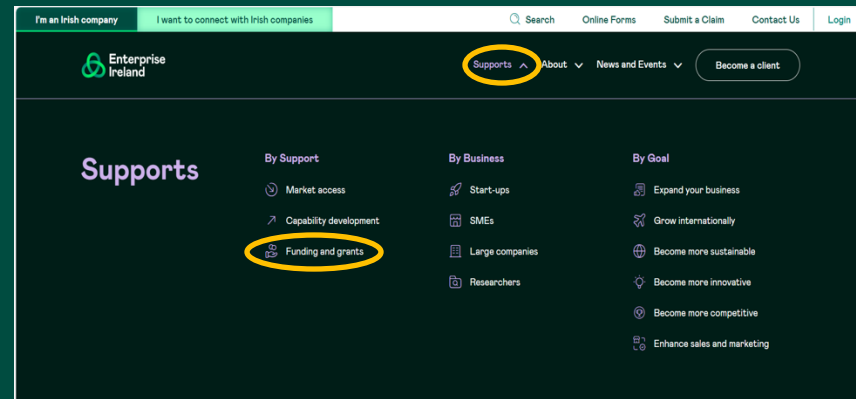 I'm an Irish company
I want to connect with Irish companies
Search
Online Forms
Submit a Claim
Contact Us
Login
Enterprise
Ireland
Supports
About
News and Events
Become a client
Supports
By Support
Market access
Capability development
Funding and grants
By Business
Start-ups
SMEs
Large companies
Researchers
By Goal
Expand your business
Grow internationally
Become more sustainable
Become more innovative
Become more competitive
Enhance sales and marketing